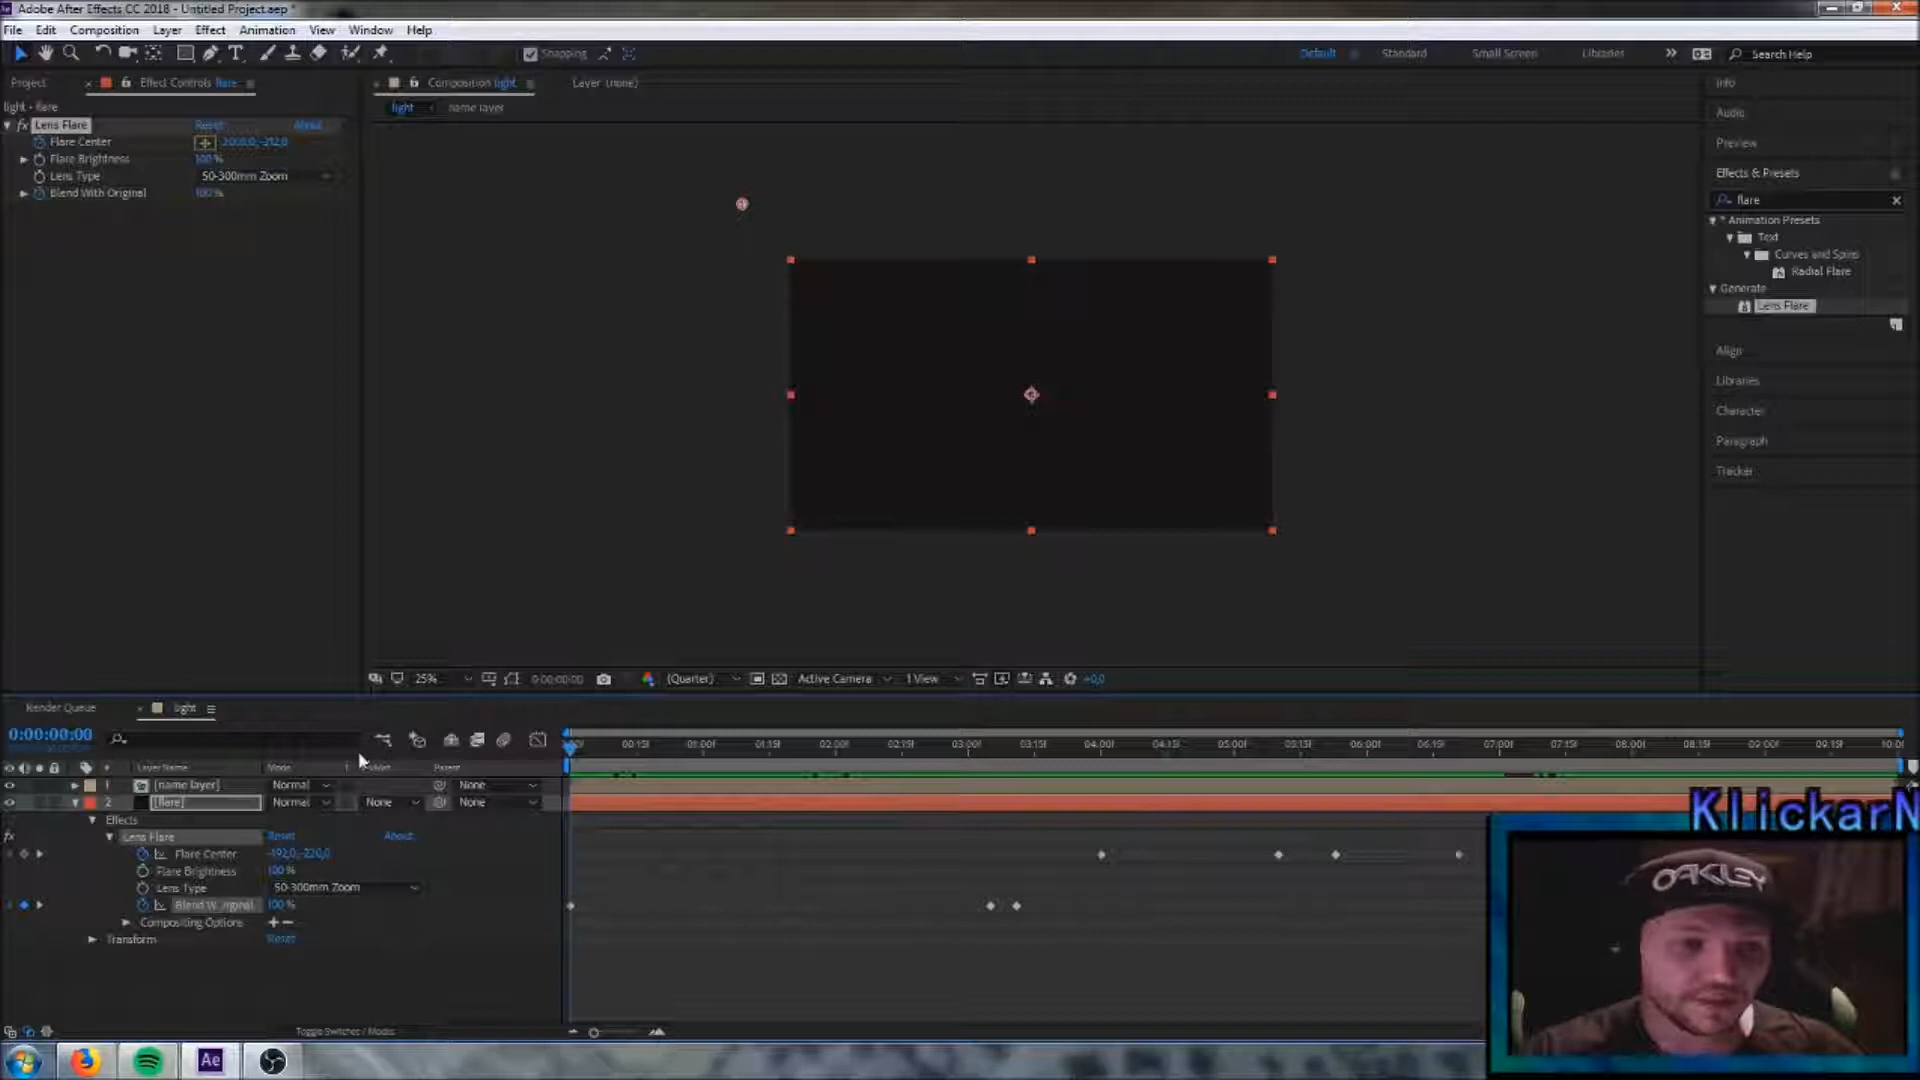 Adobe After Effects CC 2018 - Untitled Project.aep *
File Edit Composition Layer Effect Animation View Window Help
Snapping
Default Standard Small Screen Libraries Search Help
Project Effect Controls flare
Composition light
Layer (none)
light name layer
light - flare
fx Lens Flare Reset About
Flare Center
Flare Brightness 100 %
Lens Type 50-300mm Zoom
Blend With Original 100 %
Info
Audio
Preview
Effects & Presets
flare
* Animation Presets
Text
Curves and Spins
Radial Flare
Generate
Lens Flare
Align
Libraries
Character
Paragraph
Tracker
25% 0:00:00:00 (Quarter) Active Camera 1 View +0,0
Render Queue light
0:00:00:00
00:15f 01:00f 01:15f 02:00f 02:15f 03:00f 03:15f 04:00f 04:15f 05:00f 05:15f 06:00f 06:15f 07:00f 07:15f 08:00f 08:15f 09:00f 09:15f 10:0
# Layer Name Mode T Parent
1 [name layer] Normal None
2 [flare] Normal None None
Effects
fx Lens Flare Reset About
Flare Center -192,0,-220,0
Flare Brightness 100 %
Lens Type 50-300mm Zoom
Blend W...riginal 100 %
Compositing Options + -
Transform Reset
Toggle Switches / Modes
KlickarN
OAKLEY
Ae